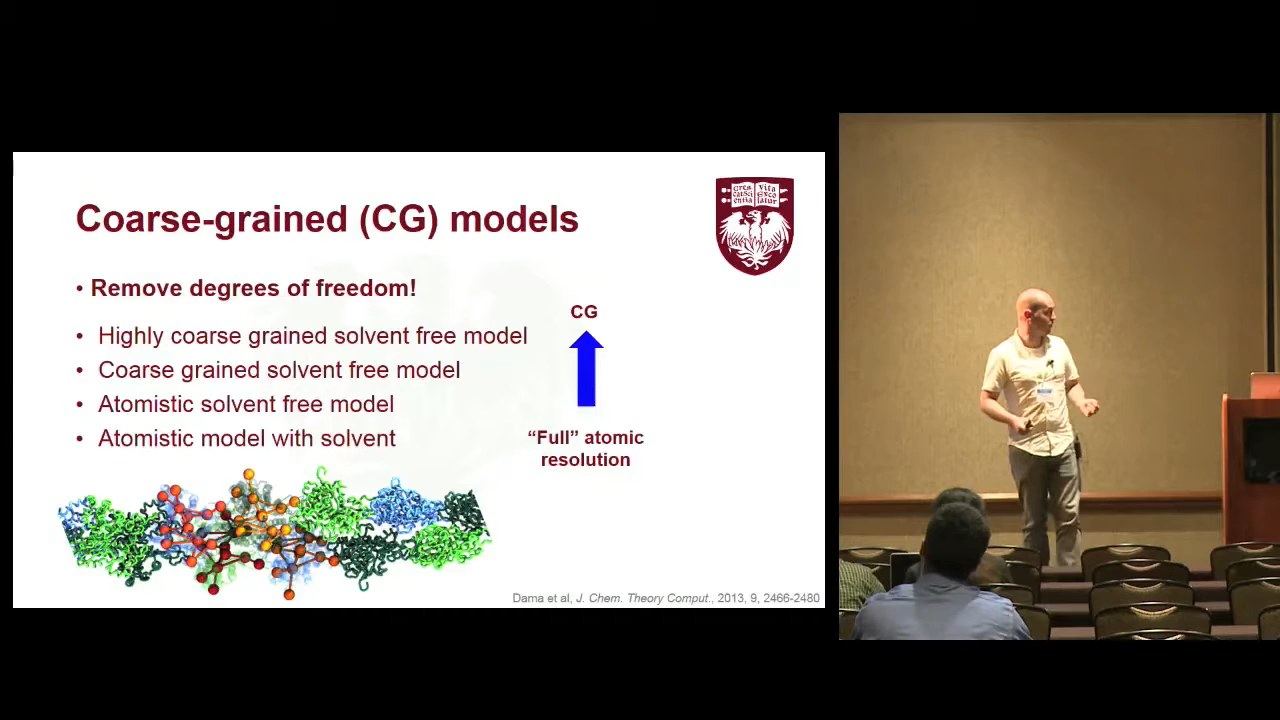 Coarse-grained (CG) models
• Remove degrees of freedom!
• Highly coarse grained solvent free model
• Coarse grained solvent free model
• Atomistic solvent free model
• Atomistic model with solvent
CG
“Full” atomic
resolution
Dama et al, J. Chem. Theory Comput., 2013, 9, 2466-2480